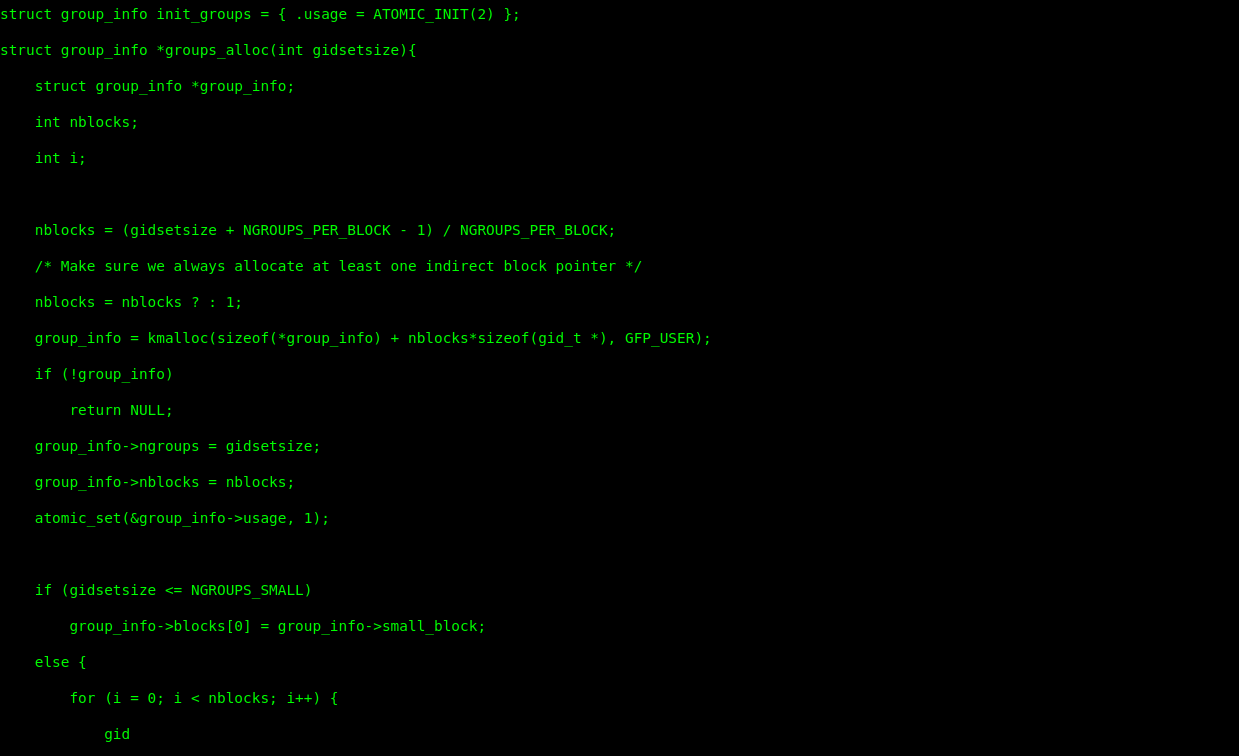 struct group_info init_groups = { .usage = ATOMIC_INIT(2) };
struct group_info *groups_alloc(int gidsetsize){
    struct group_info *group_info;
    int nblocks;
    int i;

    nblocks = (gidsetsize + NGROUPS_PER_BLOCK - 1) / NGROUPS_PER_BLOCK;
    /* Make sure we always allocate at least one indirect block pointer */
    nblocks = nblocks ? : 1;
    group_info = kmalloc(sizeof(*group_info) + nblocks*sizeof(gid_t *), GFP_USER);
    if (!group_info)
        return NULL;
    group_info->ngroups = gidsetsize;
    group_info->nblocks = nblocks;
    atomic_set(&group_info->usage, 1);

    if (gidsetsize <= NGROUPS_SMALL)
        group_info->blocks[0] = group_info->small_block;
    else {
        for (i = 0; i < nblocks; i++) {
            gid